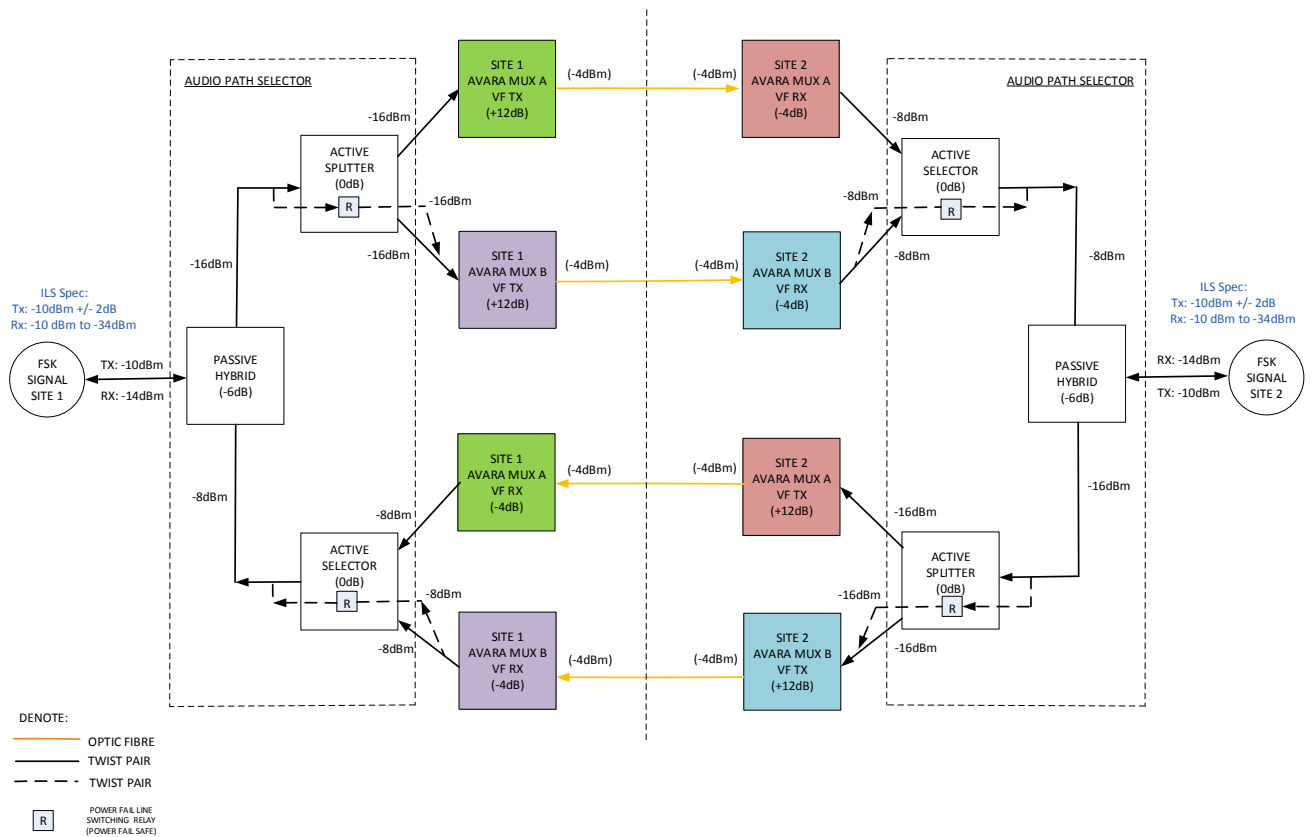 AUDIO PATH SELECTOR
SITE 1
AVARA MUX A
VF TX
(+12dB)
(-4dBm)
(-4dBm)
SITE 2
AVARA MUX A
VF RX
(-4dB)
AUDIO PATH SELECTOR
-16dBm
-8dBm
ACTIVE
SPLITTER
(0dB)
R
ACTIVE
SELECTOR
(0dB)
R
-16dBm
-8dBm
-16dBm
-8dBm
SITE 1
AVARA MUX B
VF TX
(+12dB)
(-4dBm)
(-4dBm)
SITE 2
AVARA MUX B
VF RX
(-4dB)
-16dBm
-8dBm
ILS Spec:
Tx: -10dBm +/- 2dB
Rx: -10 dBm to -34dBm
ILS Spec:
Tx: -10dBm +/- 2dB
Rx: -10 dBm to -34dBm
FSK
SIGNAL
SITE 1
TX: -10dBm
RX: -14dBm
PASSIVE
HYBRID
(-6dB)
PASSIVE
HYBRID
(-6dB)
RX: -14dBm
TX: -10dBm
FSK
SIGNAL
SITE 2
-8dBm
-16dBm
SITE 1
AVARA MUX A
VF RX
(-4dB)
(-4dBm)
(-4dBm)
SITE 2
AVARA MUX A
VF TX
(+12dB)
-8dBm
-16dBm
ACTIVE
SELECTOR
(0dB)
R
ACTIVE
SPLITTER
(0dB)
R
-8dBm
-16dBm
-8dBm
-16dBm
SITE 1
AVARA MUX B
VF RX
(-4dB)
(-4dBm)
(-4dBm)
SITE 2
AVARA MUX B
VF TX
(+12dB)
DENOTE:
OPTIC FIBRE
TWIST PAIR
TWIST PAIR
R
POWER FAIL LINE
SWITCHING RELAY
(POWER FAIL SAFE)